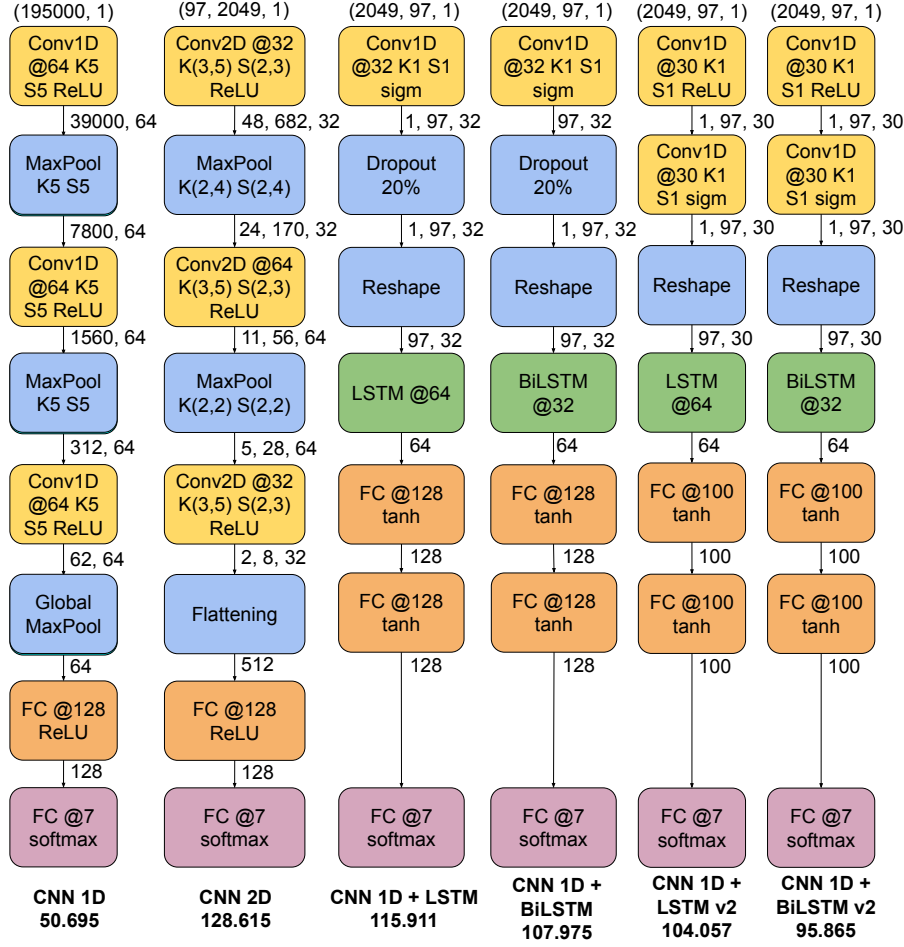 (195000, 1)
Conv1D
@64 K5
S5 ReLU
39000, 64
MaxPool
K5 S5
7800, 64
Conv1D
@64 K5
S5 ReLU
1560, 64
MaxPool
K5 S5
312, 64
Conv1D
@64 K5
S5 ReLU
62, 64
Global
MaxPool
64
FC @128
ReLU
128
FC @7
softmax
CNN 1D
50.695
(97, 2049, 1)
Conv2D @32
K(3,5) S(2,3)
ReLU
48, 682, 32
MaxPool
K(2,4) S(2,4)
24, 170, 32
Conv2D @64
K(3,5) S(2,3)
ReLU
11, 56, 64
MaxPool
K(2,2) S(2,2)
5, 28, 64
Conv2D @32
K(3,5) S(2,3)
ReLU
2, 8, 32
Flattening
512
FC @128
ReLU
128
FC @7
softmax
CNN 2D
128.615
(2049, 97, 1)
Conv1D
@32 K1 S1
sigm
1, 97, 32
Dropout
20%
1, 97, 32
Reshape
97, 32
LSTM @64
64
FC @128
tanh
128
FC @128
tanh
128
FC @7
softmax
CNN 1D + LSTM
115.911
(2049, 97, 1)
Conv1D
@32 K1 S1
sigm
97, 32
Dropout
20%
1, 97, 32
Reshape
97, 32
BiLSTM
@32
64
FC @128
tanh
128
FC @128
tanh
128
FC @7
softmax
CNN 1D +
BiLSTM
107.975
(2049, 97, 1)
Conv1D
@30 K1
S1 ReLU
1, 97, 30
Conv1D
@30 K1
S1 sigm
1, 97, 30
Reshape
97, 30
LSTM
@64
64
FC @100
tanh
100
FC @100
tanh
100
FC @7
softmax
CNN 1D +
LSTM v2
104.057
(2049, 97, 1)
Conv1D
@30 K1
S1 ReLU
1, 97, 30
Conv1D
@30 K1
S1 sigm
1, 97, 30
Reshape
97, 30
BiLSTM
@32
64
FC @100
tanh
100
FC @100
tanh
100
FC @7
softmax
CNN 1D +
BiLSTM v2
95.865